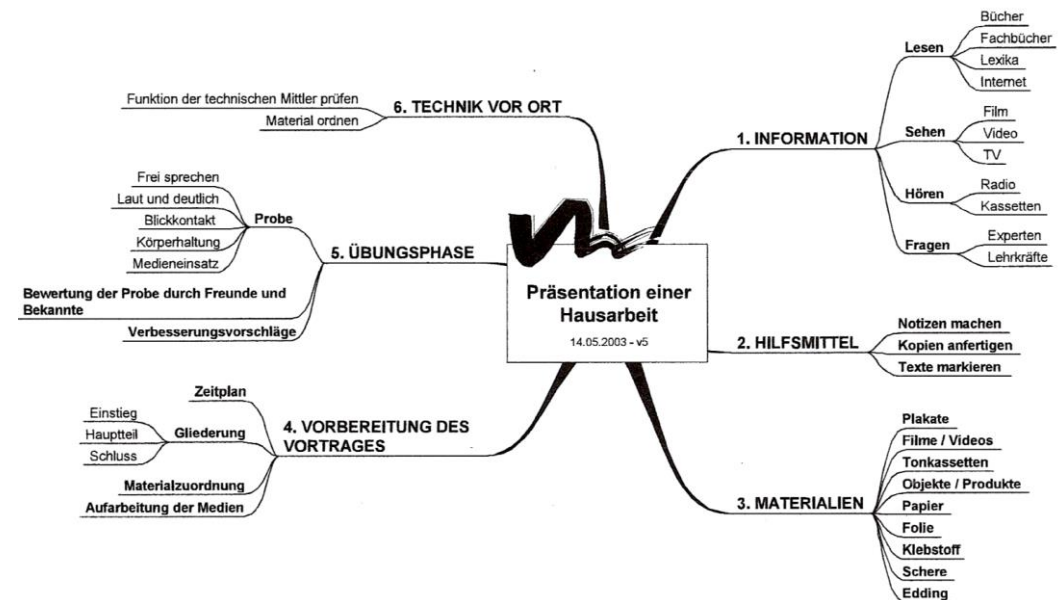 Präsentation einer
Hausarbeit
14.05.2003 - v5
1. INFORMATION
Lesen
Bücher
Fachbücher
Lexika
Internet
Sehen
Film
Video
TV
Hören
Radio
Kassetten
Fragen
Experten
Lehrkräfte
2. HILFSMITTEL
Notizen machen
Kopien anfertigen
Texte markieren
3. MATERIALIEN
Plakate
Filme / Videos
Tonkassetten
Objekte / Produkte
Papier
Folie
Klebstoff
Schere
Edding
4. VORBEREITUNG DES
VORTRAGES
Zeitplan
Gliederung
Einstieg
Hauptteil
Schluss
Materialzuordnung
Aufarbeitung der Medien
5. ÜBUNGSPHASE
Probe
Frei sprechen
Laut und deutlich
Blickkontakt
Körperhaltung
Medieneinsatz
Bewertung der Probe durch Freunde und
Bekannte
Verbesserungsvorschläge
6. TECHNIK VOR ORT
Funktion der technischen Mittler prüfen
Material ordnen